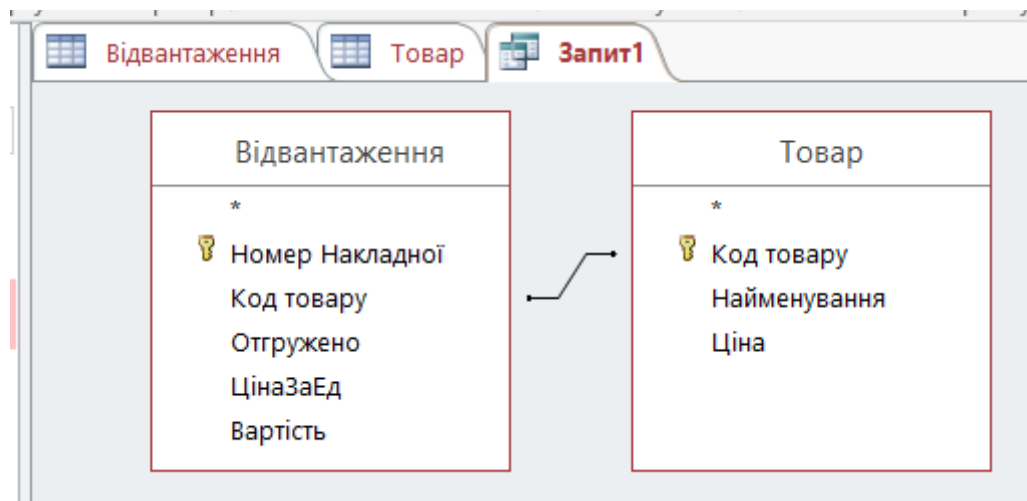 Відвантаження Товар Запит1
Відвантаження
*
Номер Накладної
Код товару
Отгружено
ЦінаЗаЕд
Вартість
Товар
*
Код товару
Найменування
Ціна